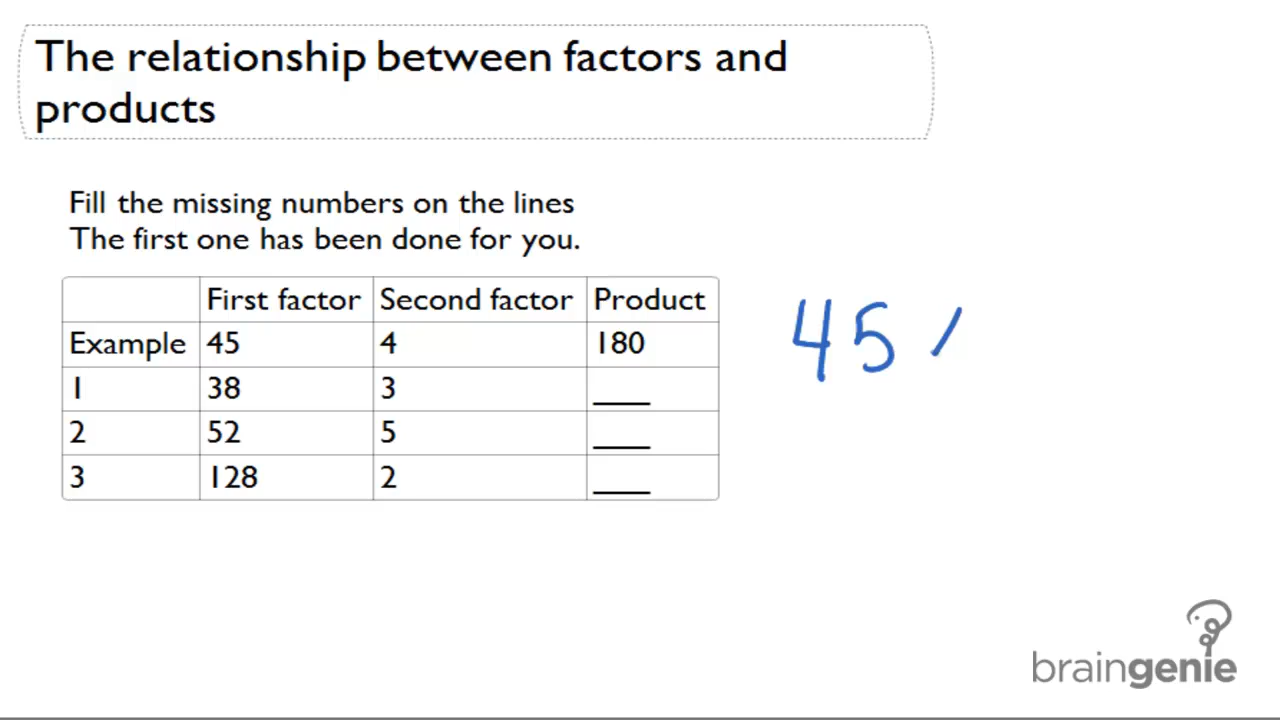 The relationship between factors and
products
Fill the missing numbers on the lines
The first one has been done for you.
First factor Second factor Product
Example 45 4 180
1 38 3 ____
2 52 5 ____
3 128 2 ____
45 /
braingenie